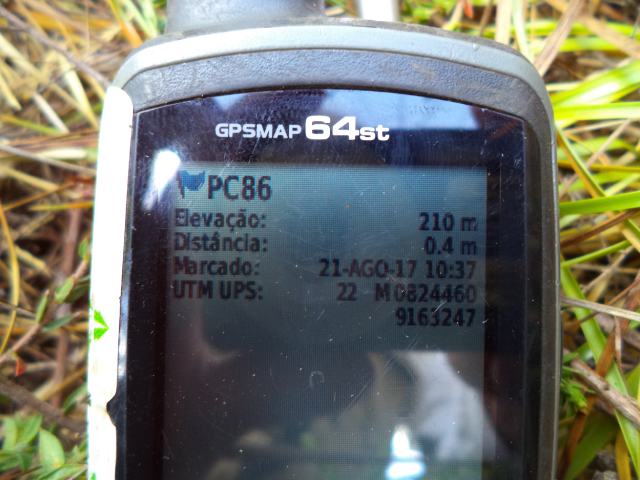 GPSMAP 64st
PC86
Elevação: 210 m
Distância: 0.4 m
Marcado: 21-AGO-17 10:37
UTM UPS: 22 M 0824460
9163247